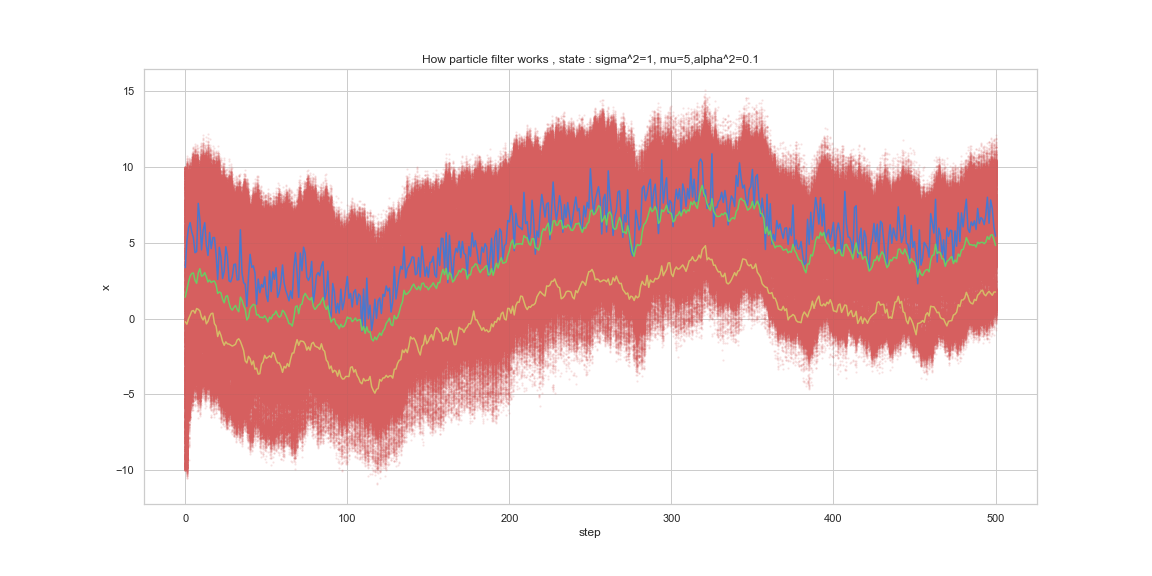 How particle filter works , state : sigma^2=1, mu=5,alpha^2=0.1
15
10
5
0
−5
−10
x
0 100 200 300 400 500
step